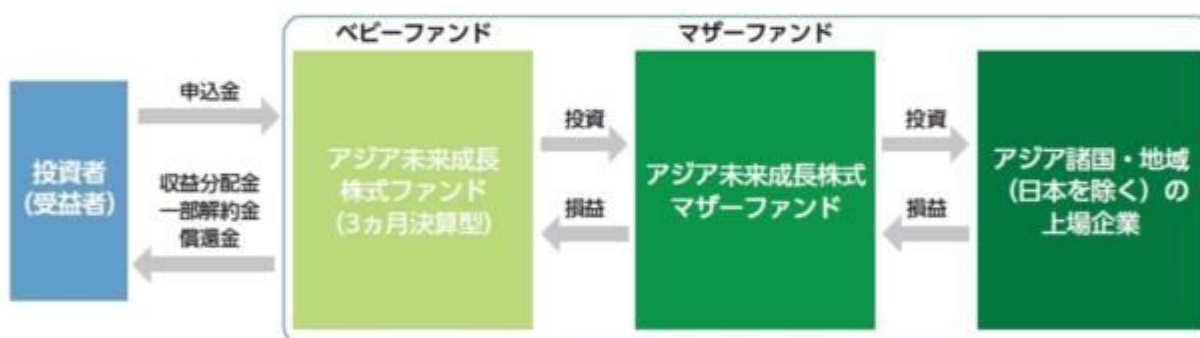 ベビーファンド
マザーファンド
投資者
(受益者)
申込金
収益分配金
一部解約金
償還金
アジア未来成長
株式ファンド
(3ヵ月決算型)
投資
損益
アジア未来成長株式
マザーファンド
投資
損益
アジア諸国・地域
(日本を除く)の
上場企業